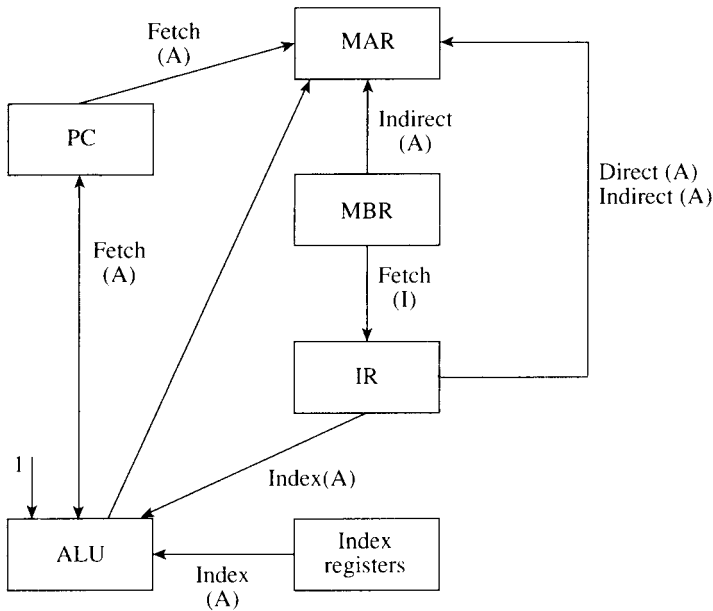 Fetch
(A)
MAR
PC
Indirect
(A)
Direct (A)
Indirect (A)
MBR
Fetch
(A)
Fetch
(I)
IR
1
Index(A)
ALU
Index
(A)
Index
registers